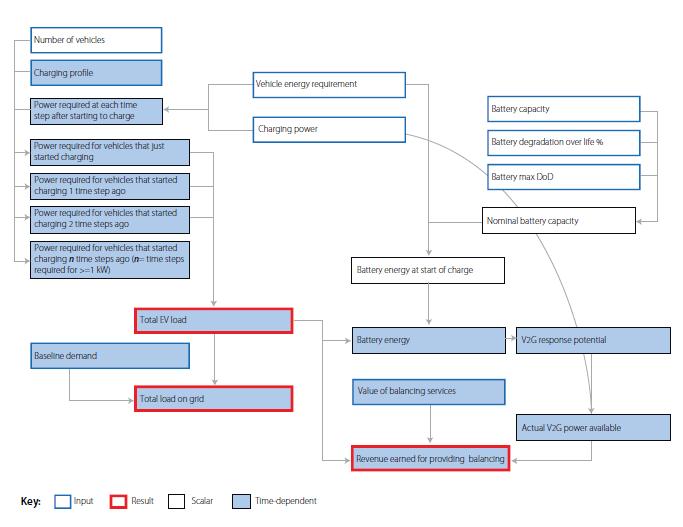 Number of vehicles
Charging profile
Power required at each time
step after starting to charge
Power required for vehicles that just
started charging
Power required for vehicles that started
charging 1 time step ago
Power required for vehicles that started
charging 2 time steps ago
Power required for vehicles that started
charging n time steps ago (n= time steps
required for >=1 kW)
Vehicle energy requirement
Charging power
Battery capacity
Battery degradation over life %
Battery max DoD
Nominal battery capacity
Battery energy at start of charge
Total EV load
Battery energy
V2G response potential
Baseline demand
Total load on grid
Value of balancing services
Actual V2G power available
Revenue earned for providing balancing
Key:
Input
Result
Scalar
Time-dependent